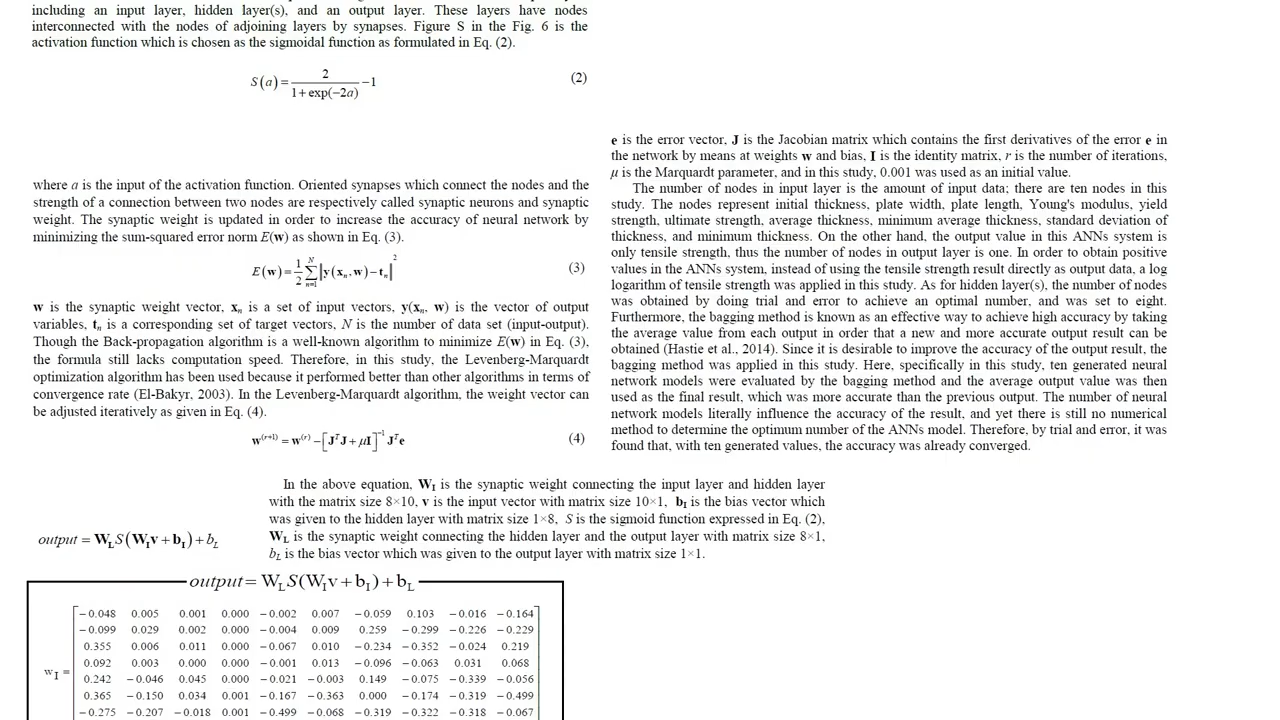 including an input layer, hidden layer(s), and an output layer. These layers have nodes
interconnected with the nodes of adjoining layers by synapses. Figure S in the Fig. 6 is the
activation function which is chosen as the sigmoidal function as formulated in Eq. (2).
S(a) = 2 / (1 + exp(−2a)) − 1 (2)
where a is the input of the activation function. Oriented synapses which connect the nodes and the
strength of a connection between two nodes are respectively called synaptic neurons and synaptic
weight. The synaptic weight is updated in order to increase the accuracy of neural network by
minimizing the sum-squared error norm E(w) as shown in Eq. (3).
E(w) = 1/2 ∑_{n=1}^{N} |y(xₙ, w) − tₙ|² (3)
w is the synaptic weight vector, xₙ is a set of input vectors, y(xₙ, w) is the vector of output
variables, tₙ is a corresponding set of target vectors, N is the number of data set (input-output).
Though the Back-propagation algorithm is a well-known algorithm to minimize E(w) in Eq. (3),
the formula still lacks computation speed. Therefore, in this study, the Levenberg-Marquardt
optimization algorithm has been used because it performed better than other algorithms in terms of
convergence rate (El-Bakyr, 2003). In the Levenberg-Marquardt algorithm, the weight vector can
be adjusted iteratively as given in Eq. (4).
w^(r+1) = w^(r) − [JᵀJ + μI]⁻¹ Jᵀe (4)
e is the error vector, J is the Jacobian matrix which contains the first derivatives of the error e in
the network by means at weights w and bias, I is the identity matrix, r is the number of iterations,
μ is the Marquardt parameter, and in this study, 0.001 was used as an initial value.
The number of nodes in input layer is the amount of input data; there are ten nodes in this
study. The nodes represent initial thickness, plate width, plate length, Young's modulus, yield
strength, ultimate strength, average thickness, minimum average thickness, standard deviation of
thickness, and minimum thickness. On the other hand, the output value in this ANNs system is
only tensile strength, thus the number of nodes in output layer is one. In order to obtain positive
values in the ANNs system, instead of using the tensile strength result directly as output data, a log
logarithm of tensile strength was applied in this study. As for hidden layer(s), the number of nodes
was obtained by doing trial and error to achieve an optimal number, and was set to eight.
Furthermore, the bagging method is known as an effective way to achieve high accuracy by taking
the average value from each output in order that a new and more accurate output result can be
obtained (Hastie et al., 2014). Since it is desirable to improve the accuracy of the output result, the
bagging method was applied in this study. Here, specifically in this study, ten generated neural
network models were evaluated by the bagging method and the average output value was then
used as the final result, which was more accurate than the previous output. The number of neural
network models literally influence the accuracy of the result, and yet there is still no numerical
method to determine the optimum number of the ANNs model. Therefore, by trial and error, it was
found that, with ten generated values, the accuracy was already converged.
output = W_L S(W_I v + b_I) + b_L
In the above equation, W_I is the synaptic weight connecting the input layer and hidden layer
with the matrix size 8×10, v is the input vector with matrix size 10×1, b_I is the bias vector which
was given to the hidden layer with matrix size 1×8, S is the sigmoid function expressed in Eq. (2),
W_L is the synaptic weight connecting the hidden layer and the output layer with matrix size 8×1,
b_L is the bias vector which was given to the output layer with matrix size 1×1.
output = W_L S(W_I v + b_I) + b_L
−0.048 0.005 0.001 0.000 −0.002 0.007 −0.059 0.103 −0.016 −0.164
−0.099 0.029 0.002 0.000 −0.004 0.009 0.259 −0.299 −0.226 −0.229
0.355 0.006 0.011 0.000 −0.067 0.010 −0.234 −0.352 −0.024 0.219
0.092 0.003 0.000 0.000 −0.001 0.013 −0.096 −0.063 0.031 0.068
w_I = 0.242 −0.046 0.045 0.000 −0.021 −0.003 0.149 −0.075 −0.339 −0.056
0.365 −0.150 0.034 0.001 −0.167 −0.363 0.000 −0.174 −0.319 −0.499
−0.275 −0.207 −0.018 0.001 −0.499 −0.068 −0.319 −0.322 −0.318 −0.067